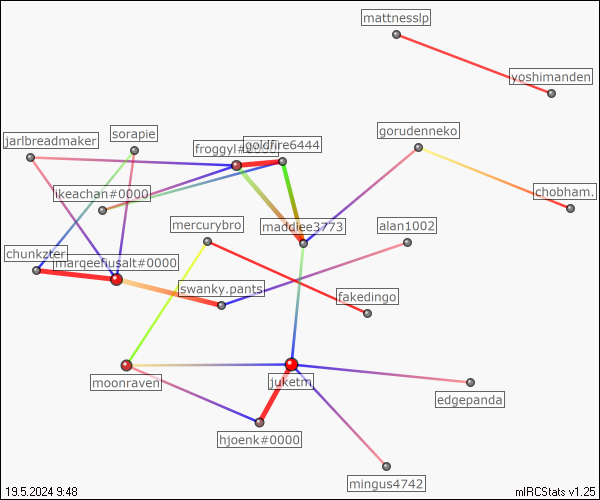 mattnesslp
yoshimanden
jarlbreadmaker
sorapie
froggyl#0000
goldfire6444
gorudenneko
ikeachan#0000
chobham.
mercurybro
maddiee3773
alan1002
chunkzter
marqeefiusalt#0000
swanky.pants
fakedingo
moonraven
juketm
edgepanda
hjoenk#0000
mingus4742
19.5.2024 9:48
mIRCStats v1.25